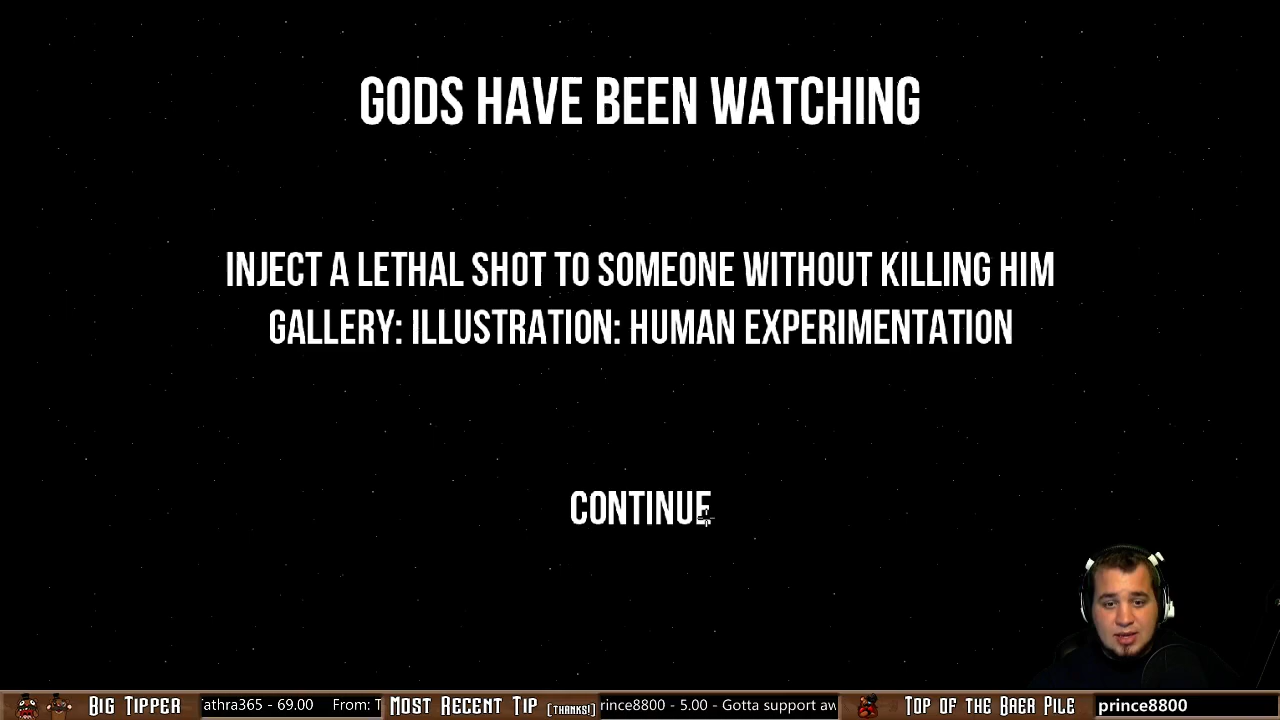 GODS HAVE BEEN WATCHING
INJECT A LETHAL SHOT TO SOMEONE WITHOUT KILLING HIM
GALLERY: ILLUSTRATION: HUMAN EXPERIMENTATION
CONTINUE
BIG TIPPER athra365 - 69.00 From: T MOST RECENT TIP [THANKS!] rince8800 - 5.00 - Gotta support aw TOP OF THE BAER PILE prince8800